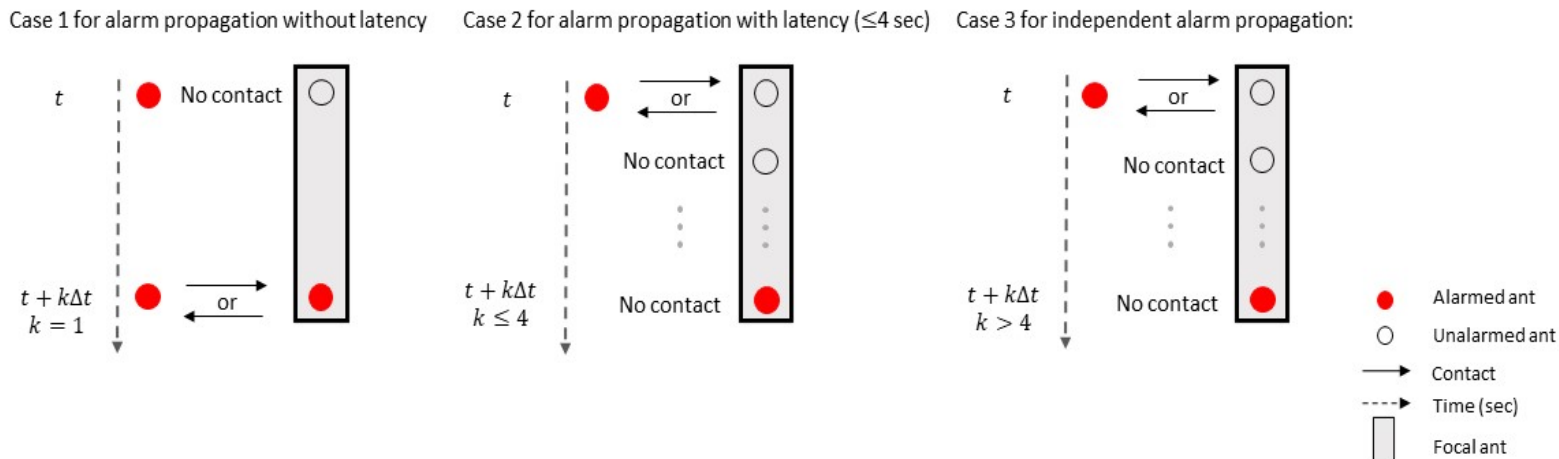 Case 1 for alarm propagation without latency
t
No contact
or
t + kΔt
k = 1
Case 2 for alarm propagation with latency (≤4 sec)
t
or
No contact
t + kΔt
k ≤ 4
No contact
Case 3 for independent alarm propagation:
t
or
No contact
t + kΔt
k > 4
No contact
Alarmed ant
Unalarmed ant
Contact
Time (sec)
Focal ant